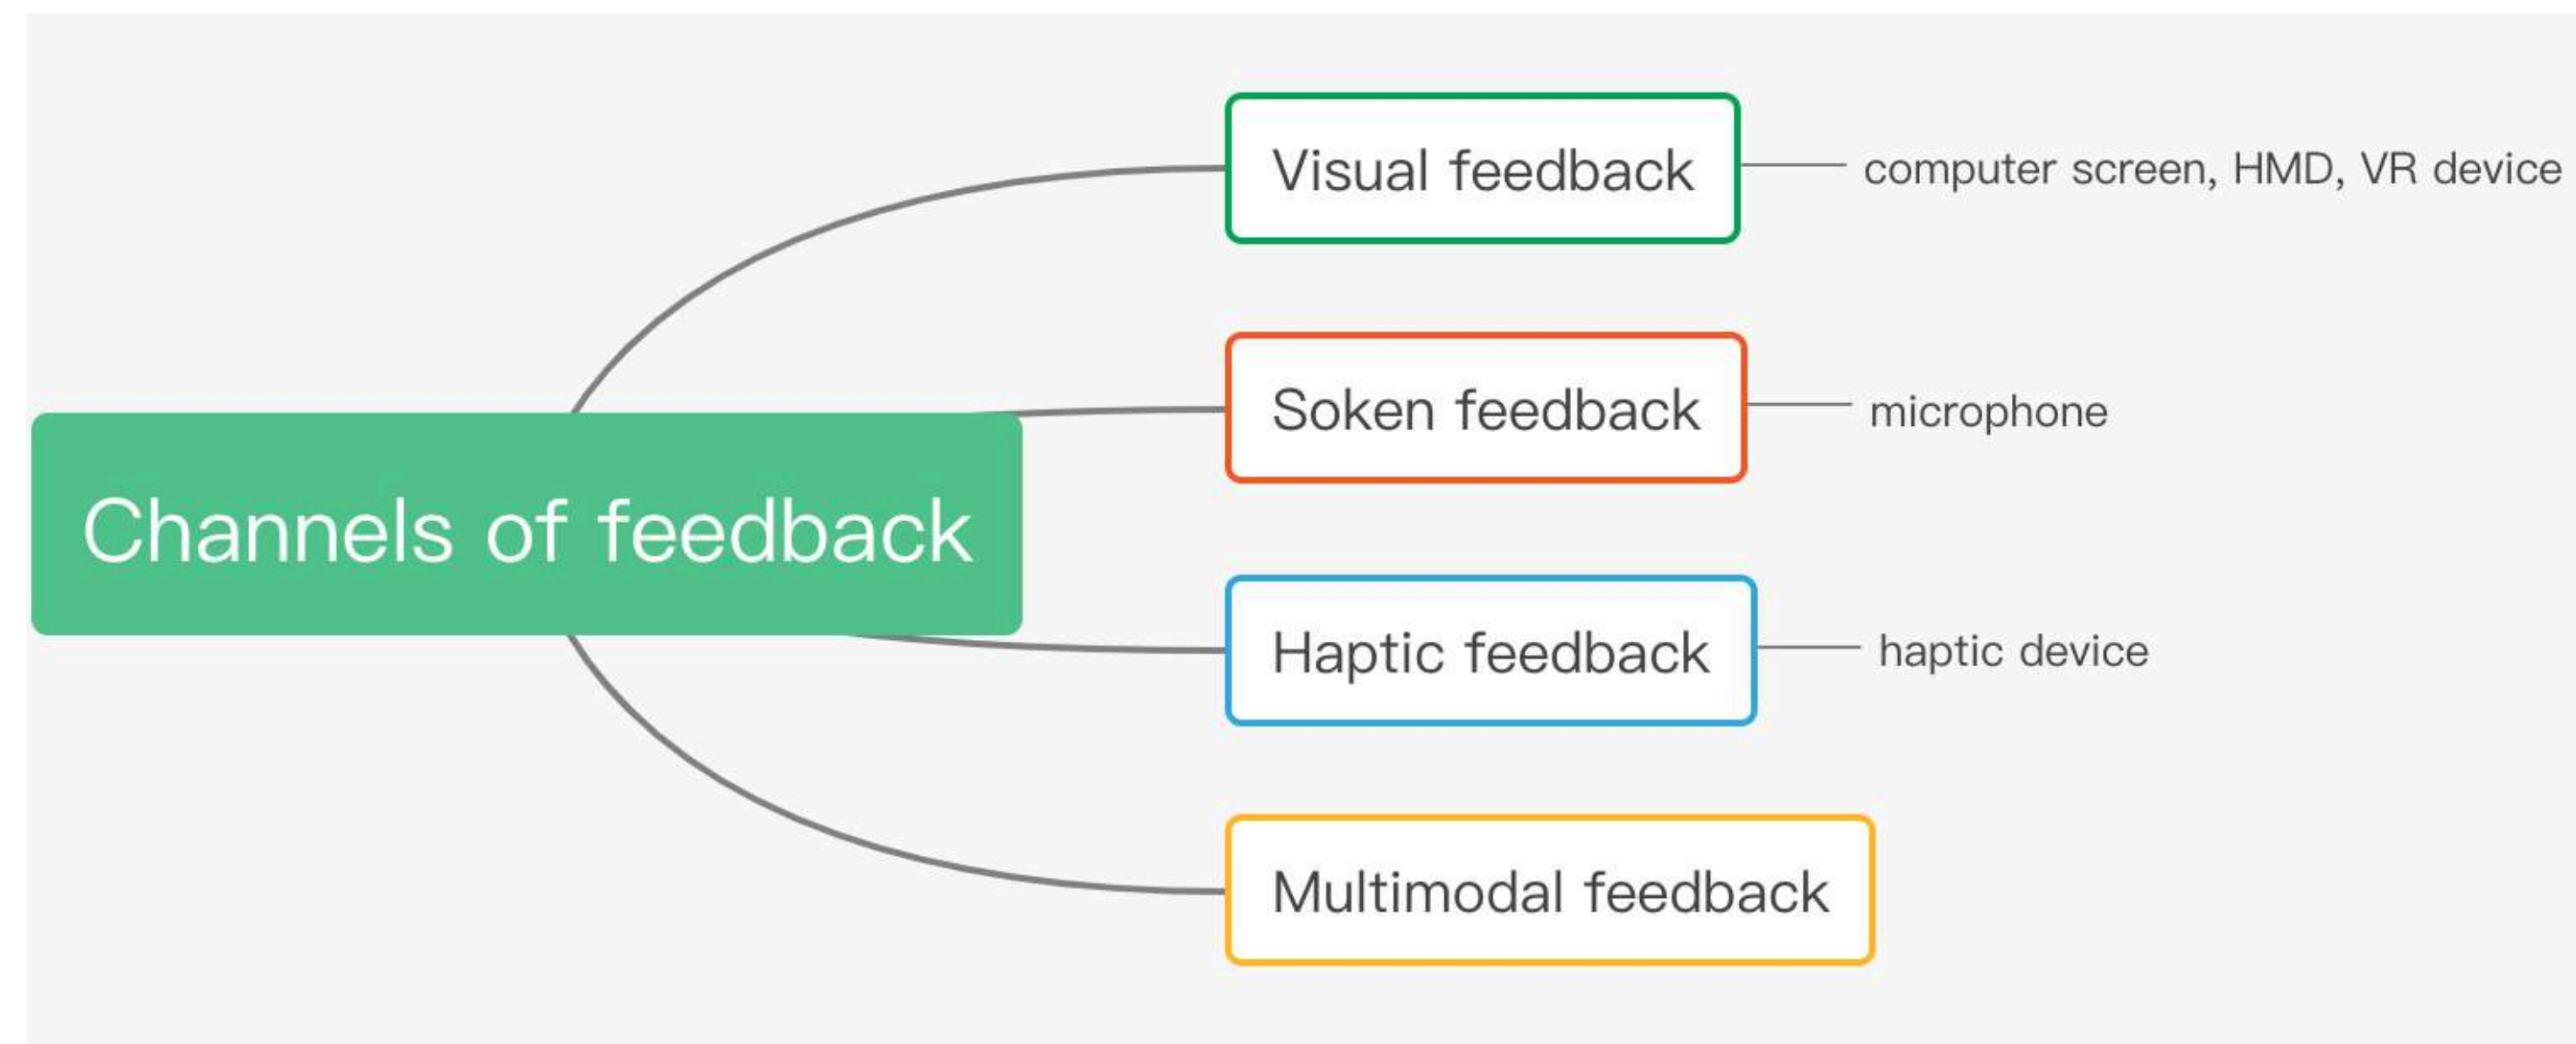 Channels of feedback
Visual feedback
computer screen, HMD, VR device
Soken feedback
microphone
Haptic feedback
haptic device
Multimodal feedback